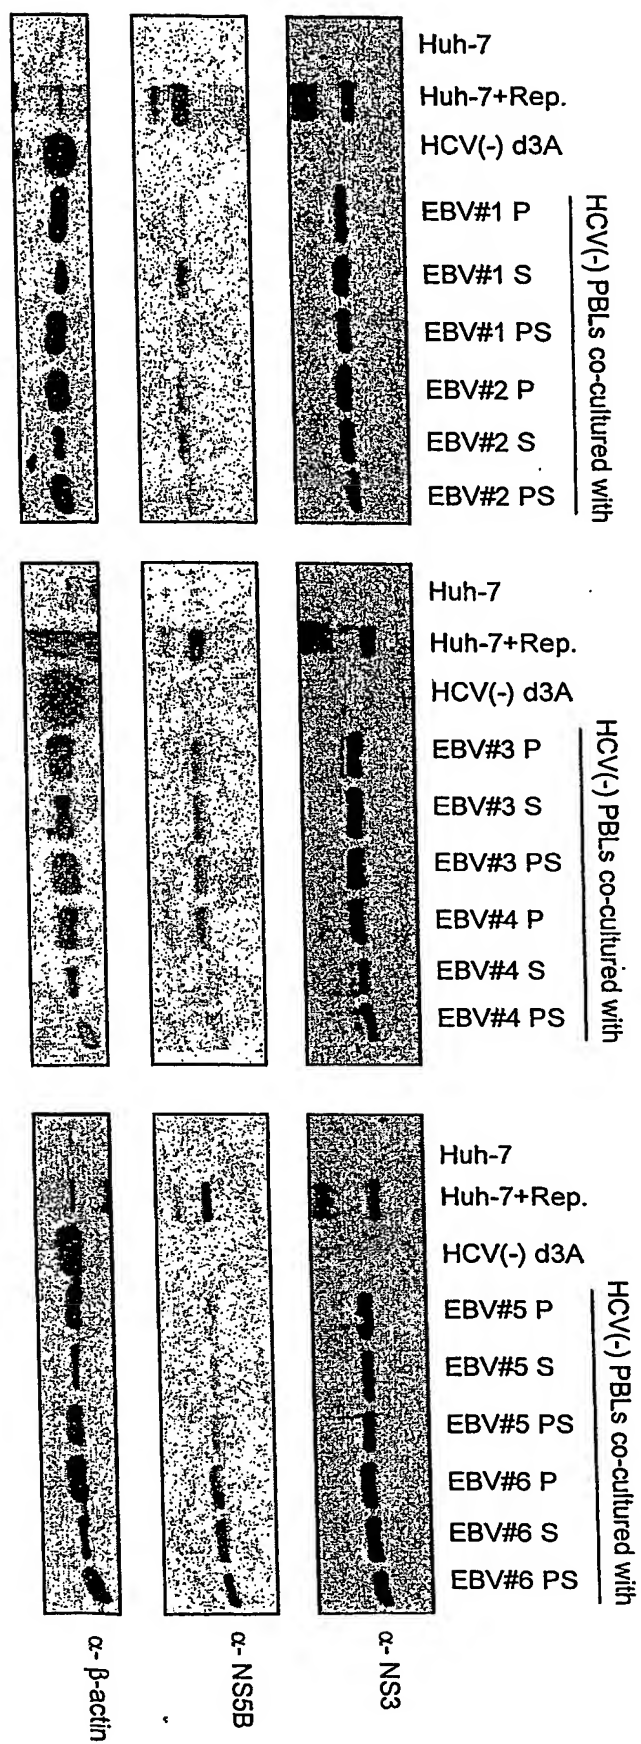 Huh-7
Huh-7+Rep.
HCV(-) d3A
HCV(-) PBLs co-cultured with
EBV#1 P
EBV#1 S
EBV#1 PS
EBV#2 P
EBV#2 S
EBV#2 PS
Huh-7
Huh-7+Rep.
HCV(-) d3A
HCV(-) PBLs co-cultured with
EBV#3 P
EBV#3 S
EBV#3 PS
EBV#4 P
EBV#4 S
EBV#4 PS
Huh-7
Huh-7+Rep.
HCV(-) d3A
HCV(-) PBLs co-cultured with
EBV#5 P
EBV#5 S
EBV#5 PS
EBV#6 P
EBV#6 S
EBV#6 PS
α- NS3
α- NS5B
α- β-actin